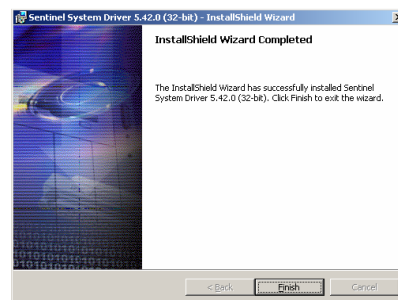 Sentinel System Driver 5.42.0 (32-bit) - InstallShield Wizard
InstallShield Wizard Completed
The InstallShield Wizard has successfully installed Sentinel
System Driver 5.42.0 (32-bit). Click Finish to exit the wizard.
< Back Finish Cancel